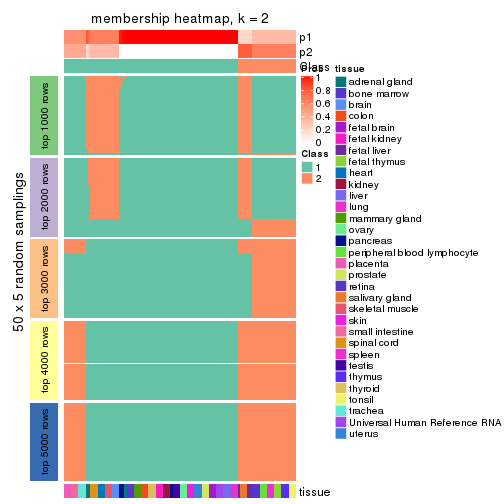 membership heatmap, k = 2
p1
p2
Class
Prob
1
0.8
0.6
0.4
0.2
0
Class
1
2
tissue
adrenal gland
bone marrow
brain
colon
fetal brain
fetal kidney
fetal liver
fetal thymus
heart
kidney
liver
lung
mammary gland
ovary
pancreas
peripheral blood lymphocyte
placenta
prostate
retina
salivary gland
skeletal muscle
skin
small intestine
spinal cord
spleen
testis
thymus
thyroid
tonsil
trachea
Universal Human Reference RNA
uterus
50 x 5 random samplings
top 1000 rows
top 2000 rows
top 3000 rows
top 4000 rows
top 5000 rows
tissue